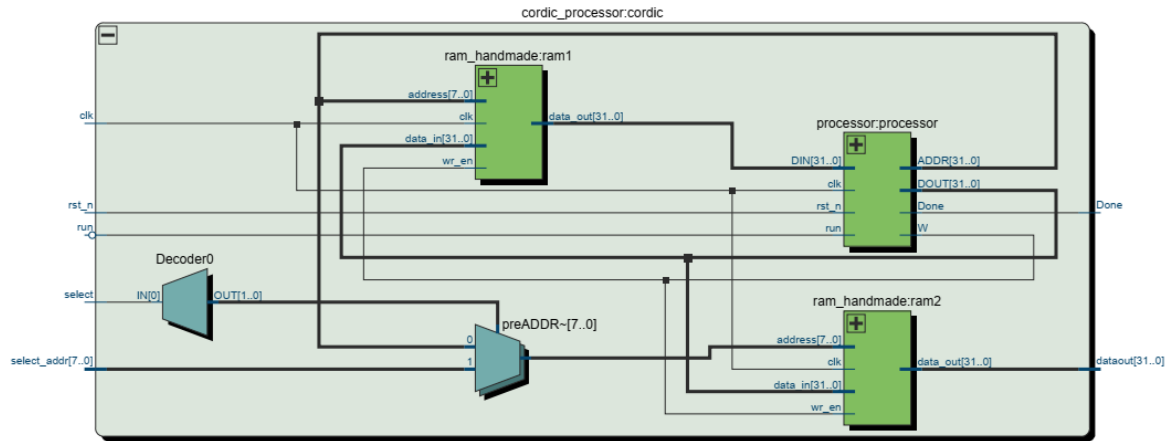 cordic_processor:cordic
ram_handmade:ram1
address[7..0]
clk
data_in[31..0]
wr_en
data_out[31..0]
processor:processor
DIN[31..0]
clk
rst_n
run
ADDR[31..0]
DOUT[31..0]
Done
W
clk
rst_n
run
select
select_addr[7..0]
Done
Decoder0
IN[0]
OUT[1..0]
preADDR~[7..0]
0
1
ram_handmade:ram2
address[7..0]
clk
data_in[31..0]
wr_en
data_out[31..0]
dataout[31..0]